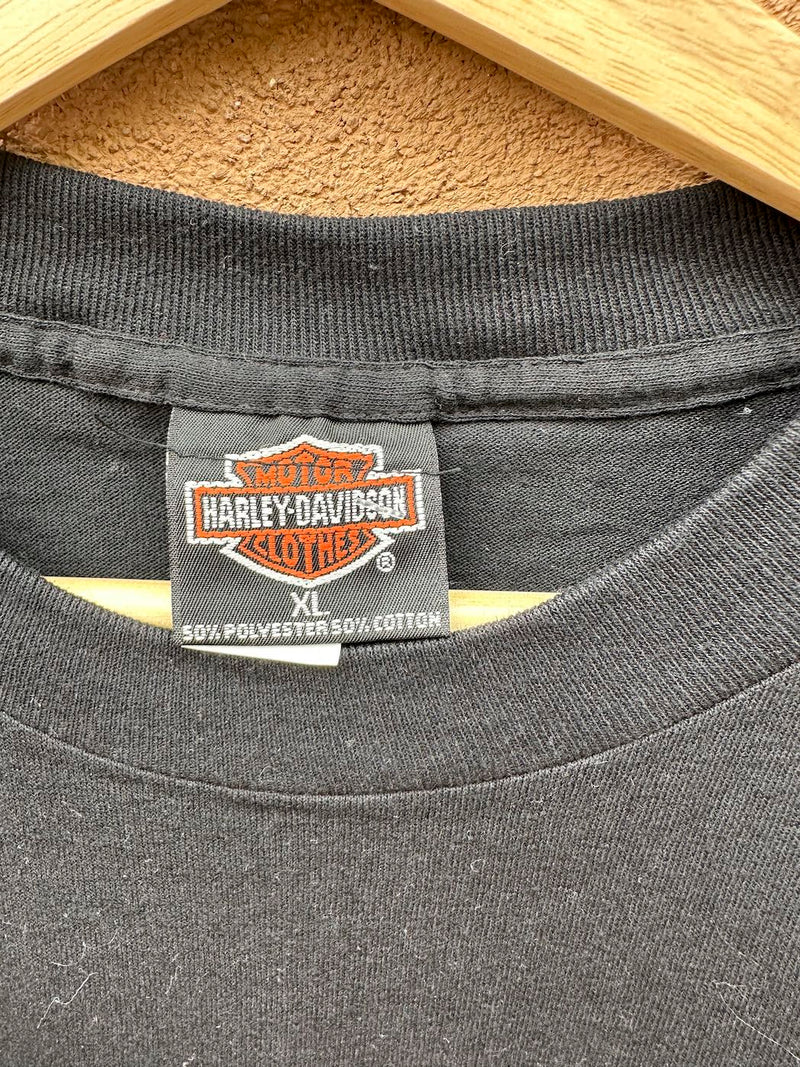 MOTOR
HARLEY-DAVIDSON
CLOTHES
®
XL
50% POLYESTER 50% COTTON